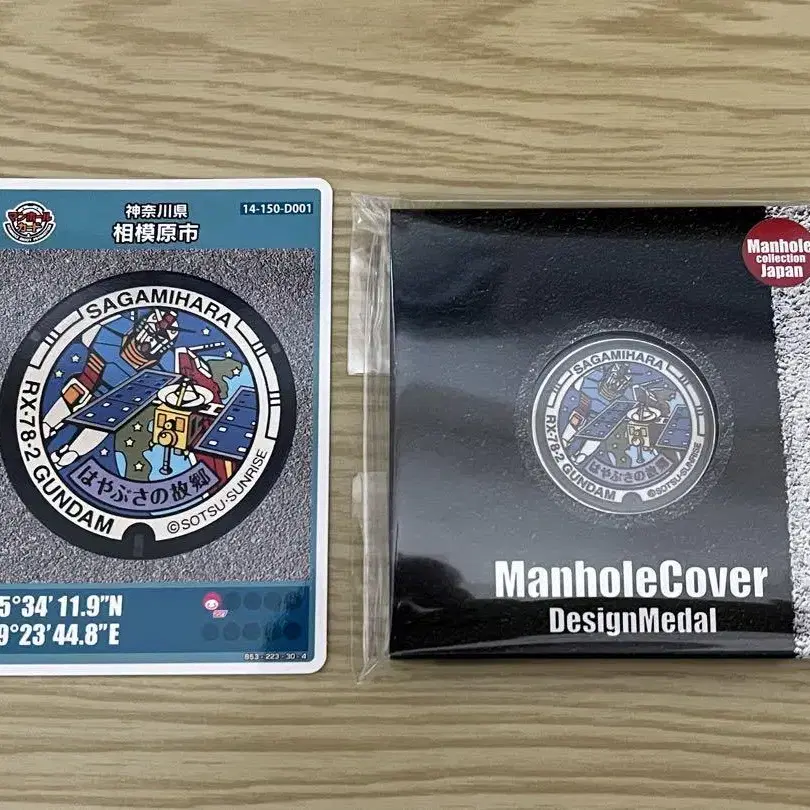 マンホール
カード
神奈川県
相模原市
14-150-D001
SAGAMIHARA
RX-78-2 GUNDAM
はやぶさの故郷
©SOTSU・SUNRISE
5°34'11.9"N
9°23'44.8"E
Manhole
collection
Japan
SAGAMIHARA
RX-78-2 GUNDAM
はやぶさの故郷
©SOTSU・SUNRISE
ManholeCover
DesignMedal